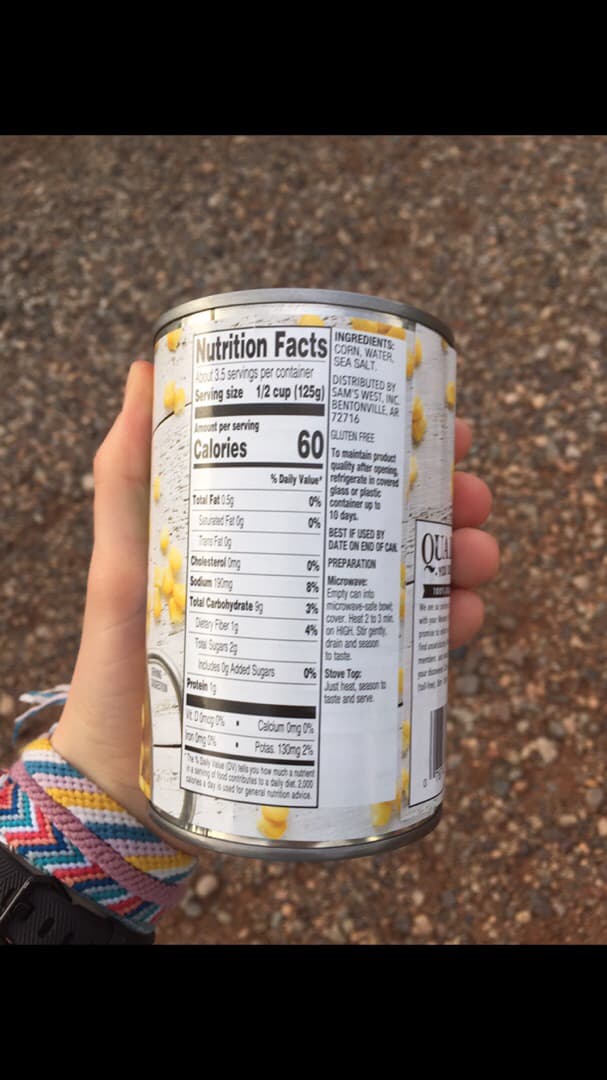 Nutrition Facts
About 3.5 servings per container
Serving size 1/2 cup (125g)
Amount per serving
Calories 60
% Daily Value*
Total Fat 0.5g 0%
Saturated Fat 0g 0%
Trans Fat 0g
Cholesterol 0mg 0%
Sodium 190mg 8%
Total Carbohydrate 9g 3%
Dietary Fiber 1g 4%
Total Sugars 2g
Includes 0g Added Sugars 0%
Protein 1g
Vit. D 0mcg 0% • Calcium 0mg 0%
Iron 0mg 0% • Potas. 130mg 2%
*The % Daily Value (DV) tells you how much a nutrient
in a serving of food contributes to a daily diet. 2,000
calories a day is used for general nutrition advice.
INGREDIENTS:
CORN, WATER,
SEA SALT.
DISTRIBUTED BY
SAM'S WEST, INC.
BENTONVILLE, AR
72716
GLUTEN FREE
To maintain product
quality after opening,
refrigerate in covered
glass or plastic
container up to
10 days.
BEST IF USED BY
DATE ON END OF CAN.
PREPARATION
Microwave:
Empty can into
microwave-safe bowl,
cover. Heat 2 to 3 min.
on HIGH. Stir gently,
drain and season
to taste.
Stove Top:
Just heat, season to
taste and serve.
QUA
We are so
with your
promise